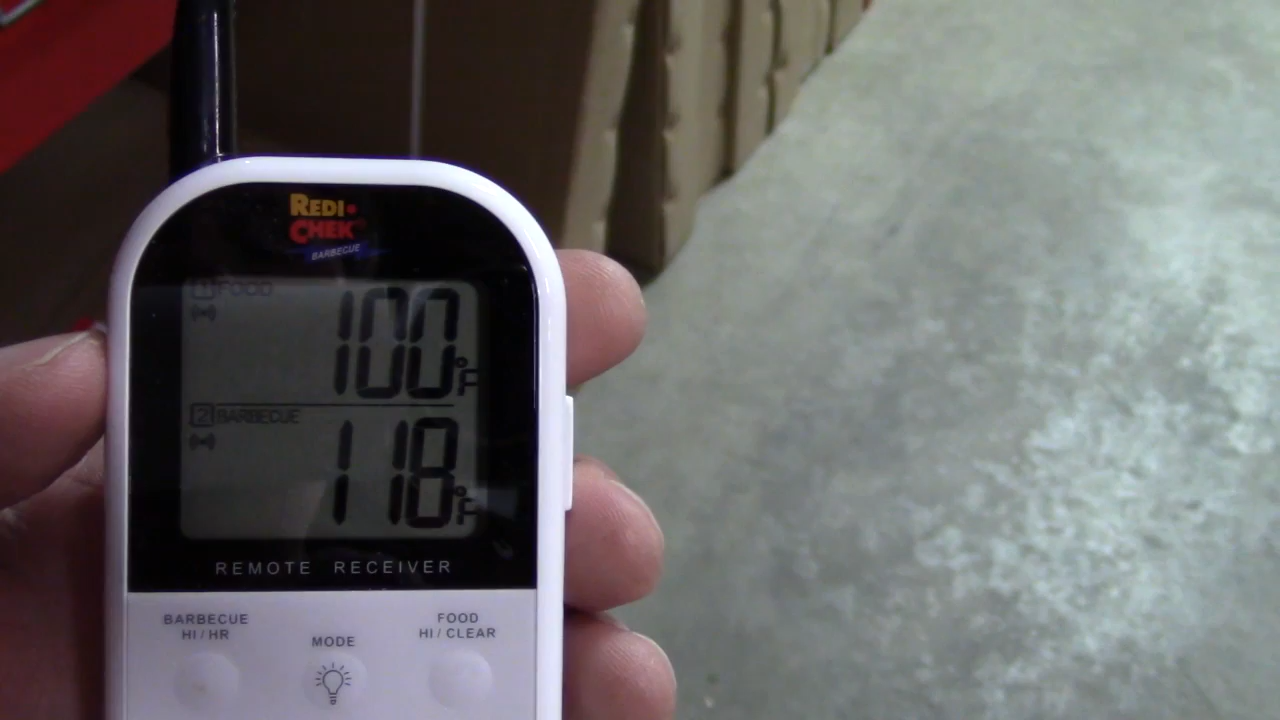 REDI
CHEK
BARBECUE
1 FOOD
100°F
2 BARBECUE
118°F
REMOTE RECEIVER
BARBECUE
HI / HR
MODE
FOOD
HI / CLEAR